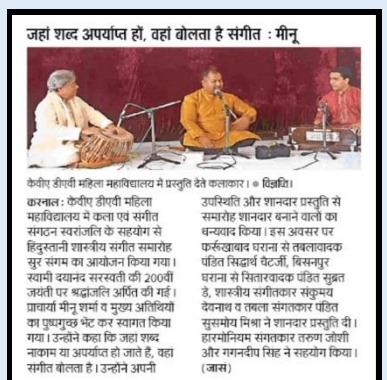 जहां शब्द अपर्याप्त हों, वहां बोलता है संगीत : मीनू
केवीए डीएवी महिला महाविद्यालय में प्रस्तुति देते कलाकार। ● विज्ञप्ति।
करनाल : केवीए डीएवी महिला
महाविद्यालय में कला एवं संगीत
संगठन स्वरांजलि के सहयोग से
हिंदुस्तानी शास्त्रीय संगीत समारोह
सुर संगम का आयोजन किया गया।
स्वामी दयानंद सरस्वती की 200वीं
जयंती पर श्रद्धांजलि अर्पित की गई।
प्राचार्या मीनू शर्मा व मुख्य अतिथियों
का पुष्पगुच्छ भेंट कर स्वागत किया
गया। उन्होंने कहा कि जहां शब्द
नाकाम या अपर्याप्त हो जाते हैं, वहां
संगीत बोलता है। उन्होंने अपनी
उपस्थिति और शानदार प्रस्तुति से
समारोह शानदार बनाने वालों का
धन्यवाद किया। इस अवसर पर
फर्रूखाबाद घराना से तबलावादक
पंडित सिद्धार्थ चैटर्जी, बिसनपुर
घराना से सितारवादक पंडित सुब्रत
डे, शास्त्रीय संगीतकार संकुमय
देवनाथ व तबला संगतकार पंडित
सुसमोय मिश्रा ने शानदार प्रस्तुति दी।
हारमोनियम संगतकार तरुण जोशी
और गगनदीप सिंह ने सहयोग किया।
(जासं)